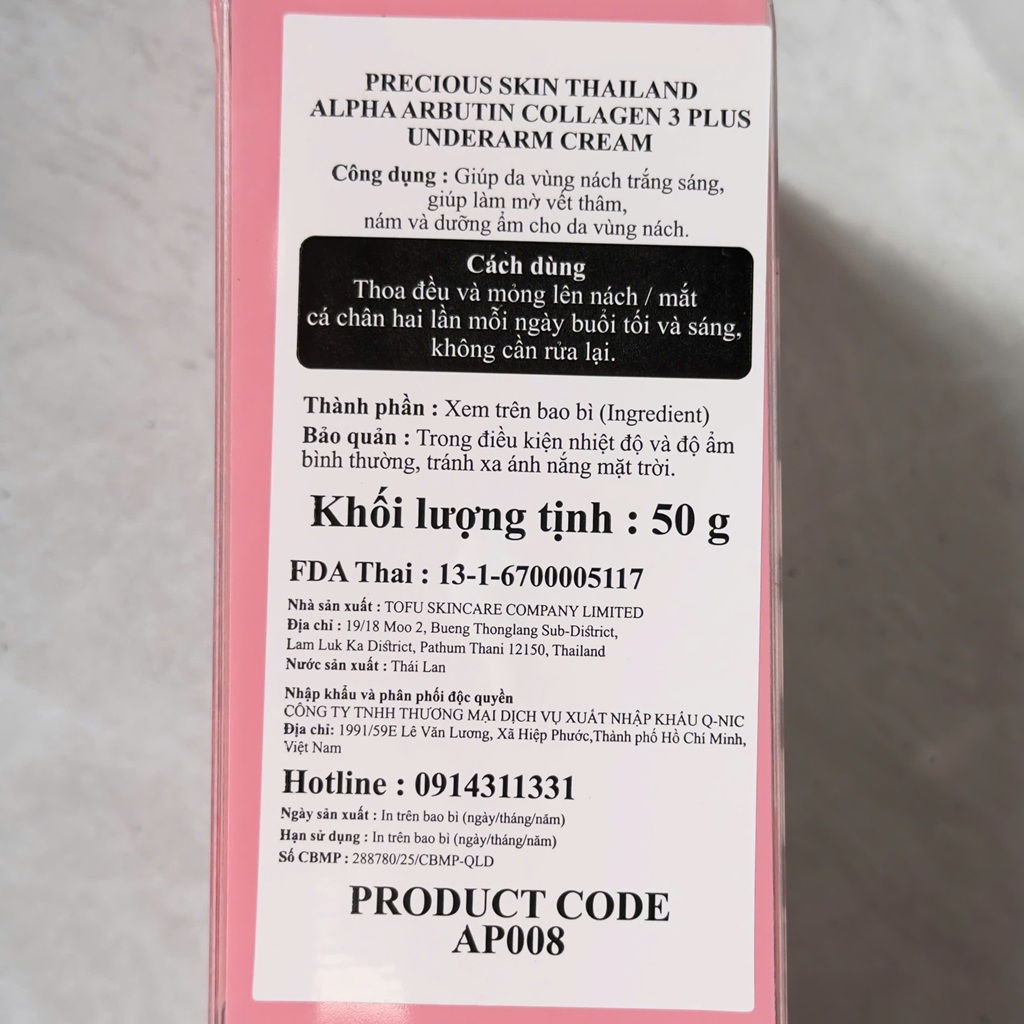 PRECIOUS SKIN THAILAND
ALPHA ARBUTIN COLLAGEN 3 PLUS
UNDERARM CREAM
Công dụng : Giúp da vùng nách trắng sáng,
giúp làm mờ vết thâm,
nám và dưỡng ẩm cho da vùng nách.
Cách dùng
Thoa đều và mỏng lên nách / mắt
cá chân hai lần mỗi ngày buổi tối và sáng,
không cần rửa lại.
Thành phần : Xem trên bao bì (Ingredient)
Bảo quản : Trong điều kiện nhiệt độ và độ ẩm
bình thường, tránh xa ánh nắng mặt trời.
Khối lượng tịnh : 50 g
FDA Thai : 13-1-6700005117
Nhà sản xuất : TOFU SKINCARE COMPANY LIMITED
Địa chỉ : 19/18 Moo 2, Bueng Thonglang Sub-District,
Lam Luk Ka District, Pathum Thani 12150, Thailand
Nước sản xuất : Thái Lan
Nhập khẩu và phân phối độc quyền
CÔNG TY TNHH THƯƠNG MẠI DỊCH VỤ XUẤT NHẬP KHẨU Q-NIC
Địa chỉ: 1991/59E Lê Văn Lương, Xã Hiệp Phước,Thành phố Hồ Chí Minh,
Việt Nam
Hotline : 0914311331
Ngày sản xuất : In trên bao bì (ngày/tháng/năm)
Hạn sử dụng : In trên bao bì (ngày/tháng/năm)
Số CBMP : 288780/25/CBMP-QLD
PRODUCT CODE
AP008